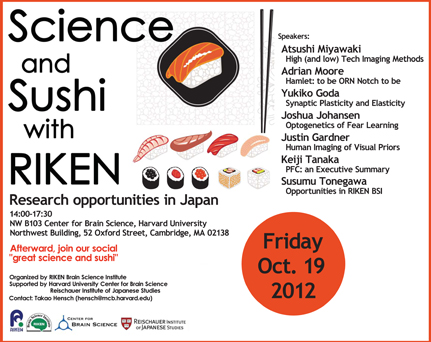 Science
and
Sushi
with
RIKEN
Research opportunities in Japan
14:00-17:30
NW B103 Center for Brain Science, Harvard University
Northwest Building, 52 Oxford Street, Cambridge, MA 02138
Afterward, join our social
"great science and sushi"
Organized by RIKEN Brain Science Institute
Supported by Harvard University Center for Brain Science
Reischauer Institute of Japanese Studies
Contact: Takao Hensch (hensch@mcb.harvard.edu)
Speakers:
Atsushi Miyawaki
High (and low) Tech Imaging Methods
Adrian Moore
Hamlet: to be ORN Notch to be
Yukiko Goda
Synaptic Plasticity and Elasticity
Joshua Johansen
Optogenetics of Fear Learning
Justin Gardner
Human Imaging of Visual Priors
Keiji Tanaka
PFC: an Executive Summary
Susumu Tonegawa
Opportunities in RIKEN BSI
Friday
Oct. 19
2012
RIKEN
CENTER FOR
BRAIN SCIENCE
REISCHAUER INSTITUTE
OF JAPANESE STUDIES